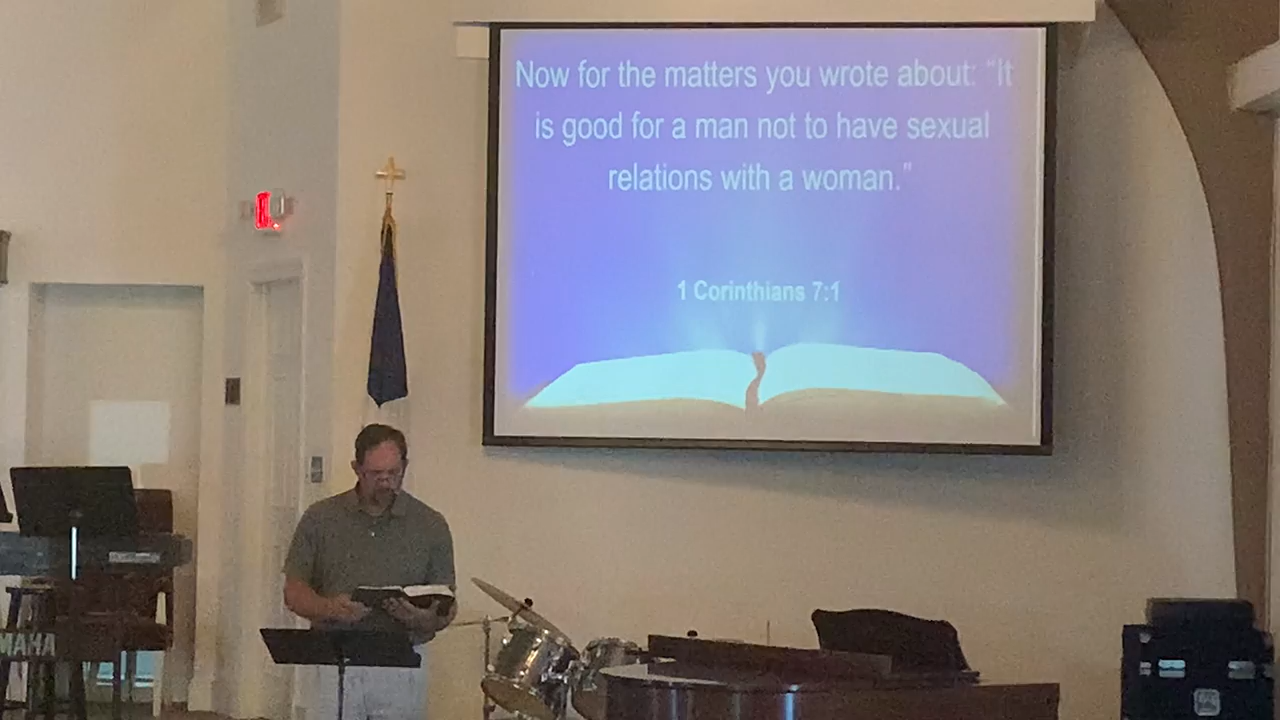 Now for the matters you wrote about: “It
is good for a man not to have sexual
relations with a woman.”
1 Corinthians 7:1
MAHA